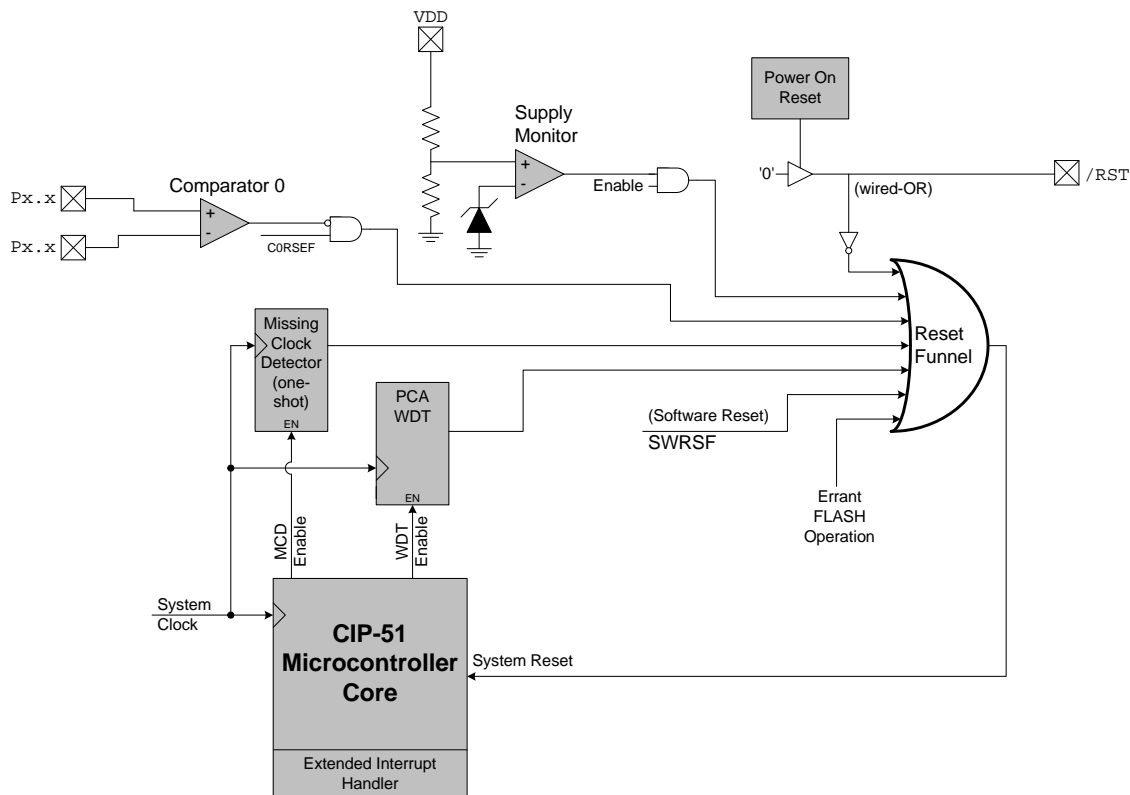 VDD
Power On
Reset
Supply
Monitor
+
-
Enable
'0'
(wired-OR)
/RST
Comparator 0
Px.x
Px.x
+
-
C0RSEF
Missing
Clock
Detector
(one-
shot)
EN
PCA
WDT
EN
Reset
Funnel
(Software Reset)
SWRSF
Errant
FLASH
Operation
MCD
Enable
WDT
Enable
System
Clock
CIP-51
Microcontroller
Core
System Reset
Extended Interrupt
Handler